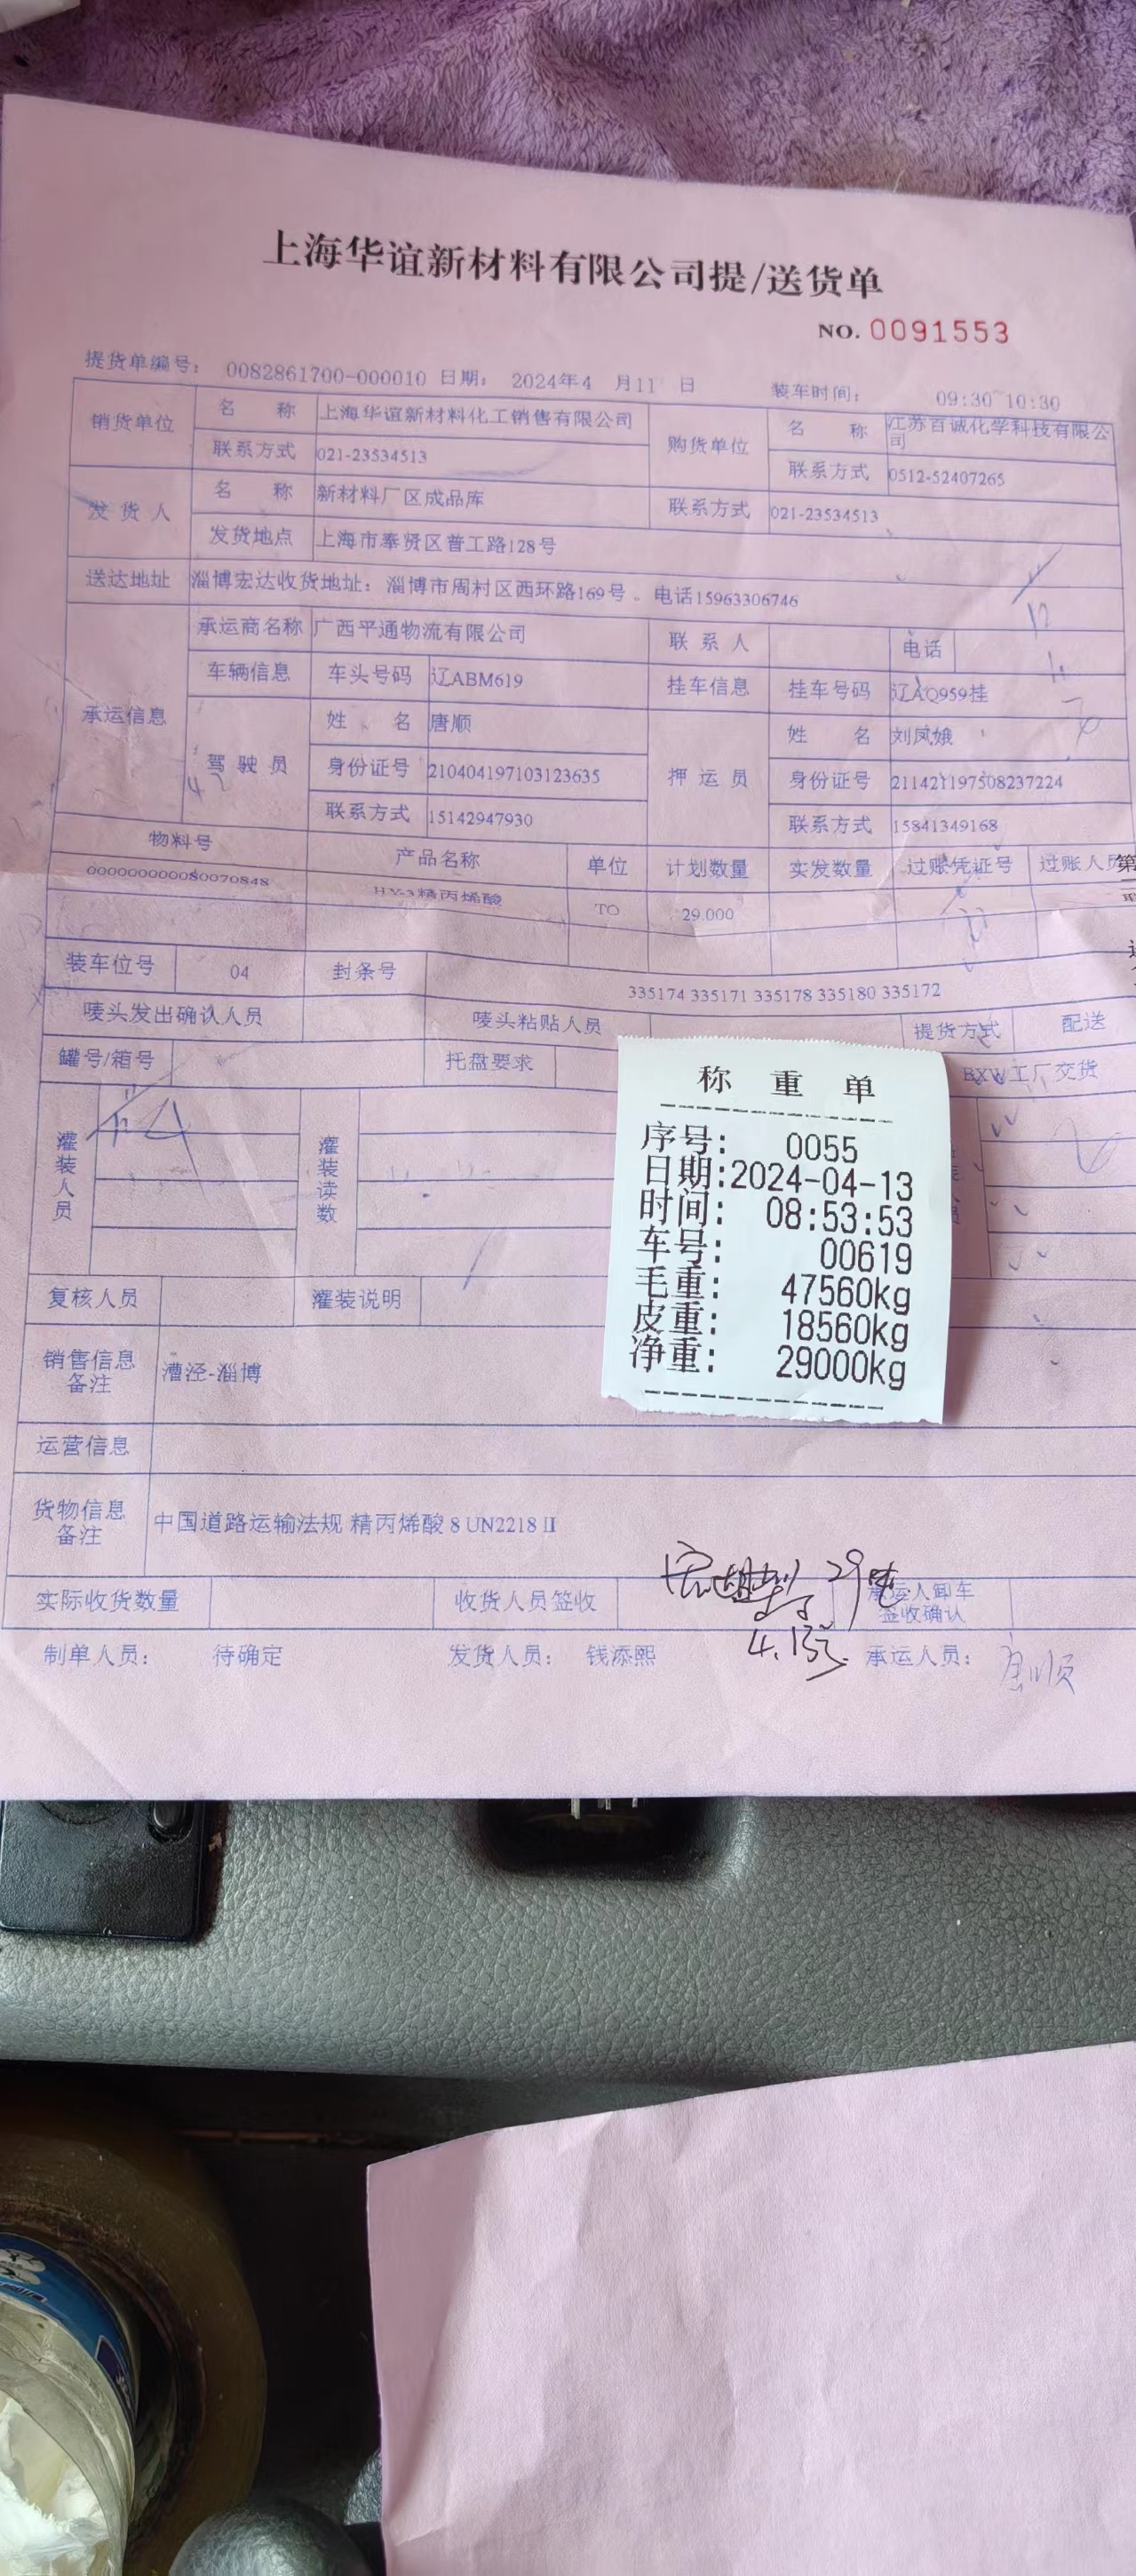 上海华谊新材料有限公司提/送货单
NO. 0091553
提货单编号： 0082861700-000010 日期： 2024年4 月11 日 装车时间： 09:30~10:30
销货单位 名 称 上海华谊新材料化工销售有限公司 购货单位 名 称 江苏百诚化学科技有限公司
联系方式 021-23534513 联系方式 0512-52407265
发货人 名 称 新材料厂区成品库 联系方式 021-23534513
发货地点 上海市奉贤区普工路128号
送达地址 淄博宏达收货地址：淄博市周村区西环路169号。电话15963306746
承运信息 承运商名称 广西平通物流有限公司 联系人 电话
车辆信息 车头号码 辽ABM619 挂车信息 挂车号码 辽AQ959挂
驾驶员 姓 名 唐顺 押运员 姓 名 刘凤娥
身份证号 210404197103123635 身份证号 211421197508237224
联系方式 15142947930 联系方式 15841349168
物料号 产品名称 单位 计划数量 实发数量 过账凭证号 过账人员
000000000080070848 HY-3精丙烯酸 TO 29.000
装车位号 04 封条号 335174 335171 335178 335180 335172
唛头发出确认人员 唛头粘贴人员 提货方式 配送
罐号/箱号 托盘要求 EXW工厂交货
灌装人员 灌装读数
复核人员 灌装说明
销售信息备注 漕泾-淄博
运营信息
货物信息备注 中国道路运输法规 精丙烯酸 8 UN2218 II
实际收货数量 收货人员签收 29吨 承运人卸车签收确认
制单人员： 待确定 发货人员： 钱添熙 4.13 承运人员： 唐顺
称 重 单
序号： 0055
日期：2024-04-13
时间： 08:53:53
车号： 00619
毛重： 47560kg
皮重： 18560kg
净重： 29000kg